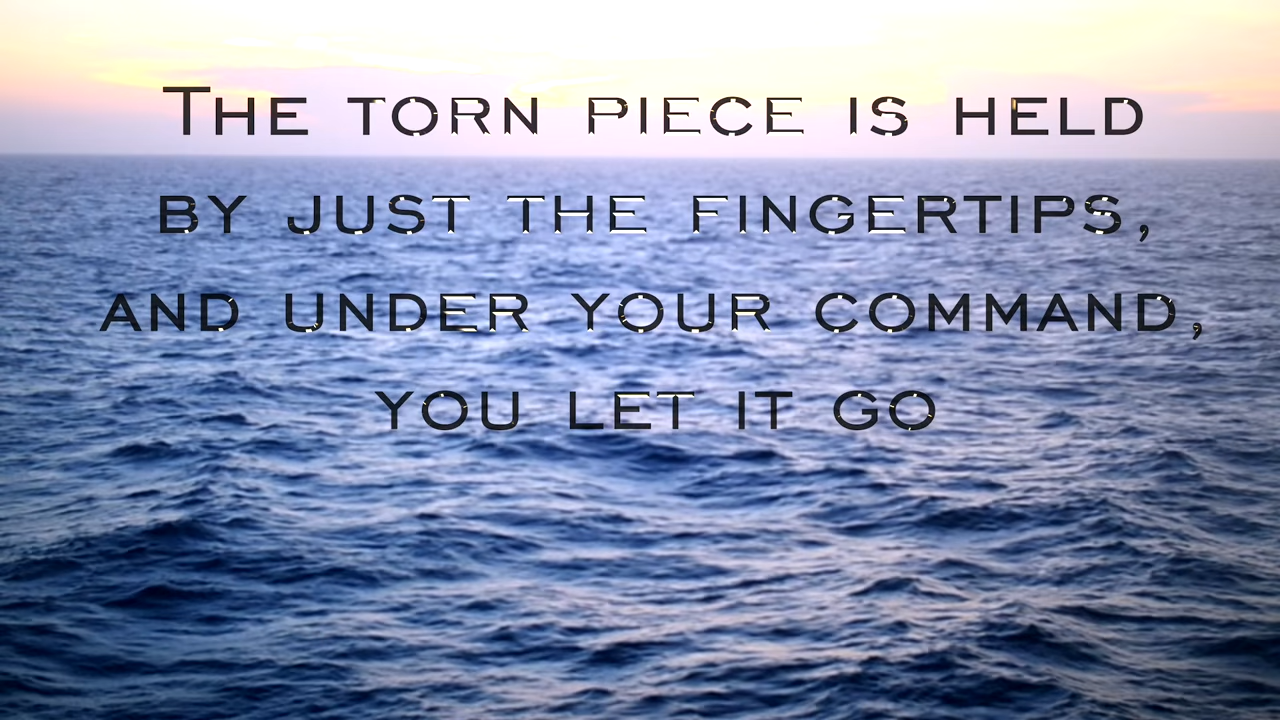 The torn piece is held
by just the fingertips,
and under your command,
you let it go